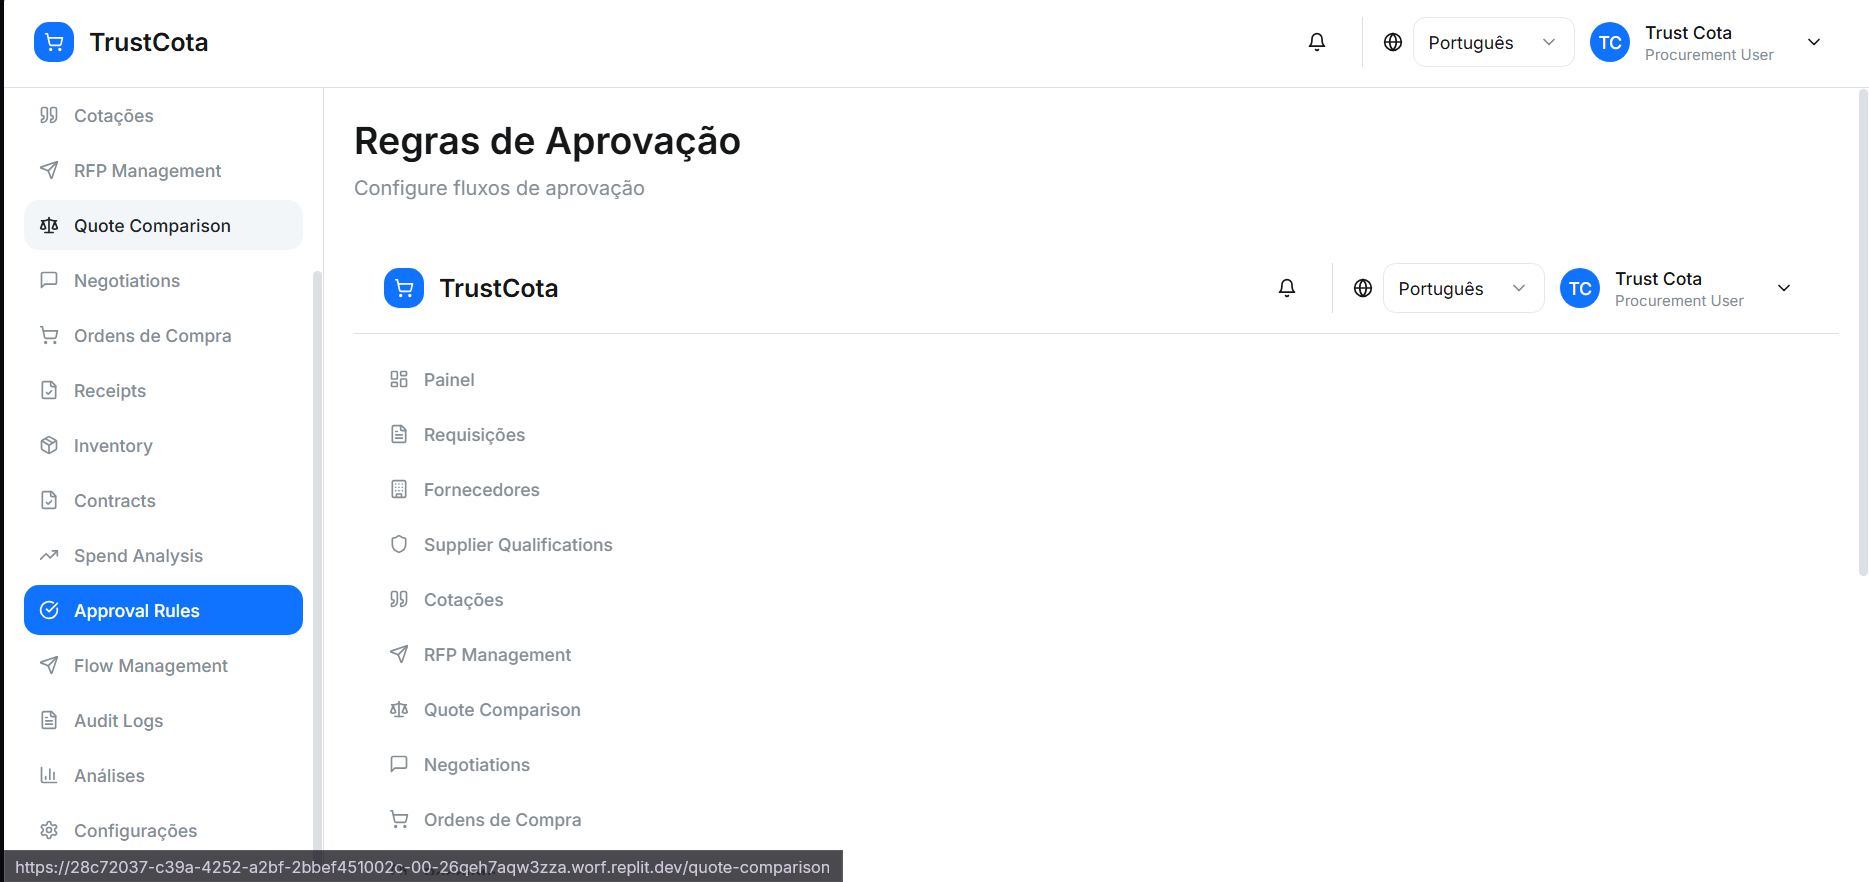 TrustCota
Português
TC
Trust Cota
Procurement User
Cotações
RFP Management
Quote Comparison
Negotiations
Ordens de Compra
Receipts
Inventory
Contracts
Spend Analysis
Approval Rules
Flow Management
Audit Logs
Análises
Configurações
Regras de Aprovação
Configure fluxos de aprovação
TrustCota
Português
TC
Trust Cota
Procurement User
Painel
Requisições
Fornecedores
Supplier Qualifications
Cotações
RFP Management
Quote Comparison
Negotiations
Ordens de Compra
https://28c72037-c39a-4252-a2bf-2bbef451002c-00-26qeh7aqw3zza.worf.replit.dev/quote-comparison